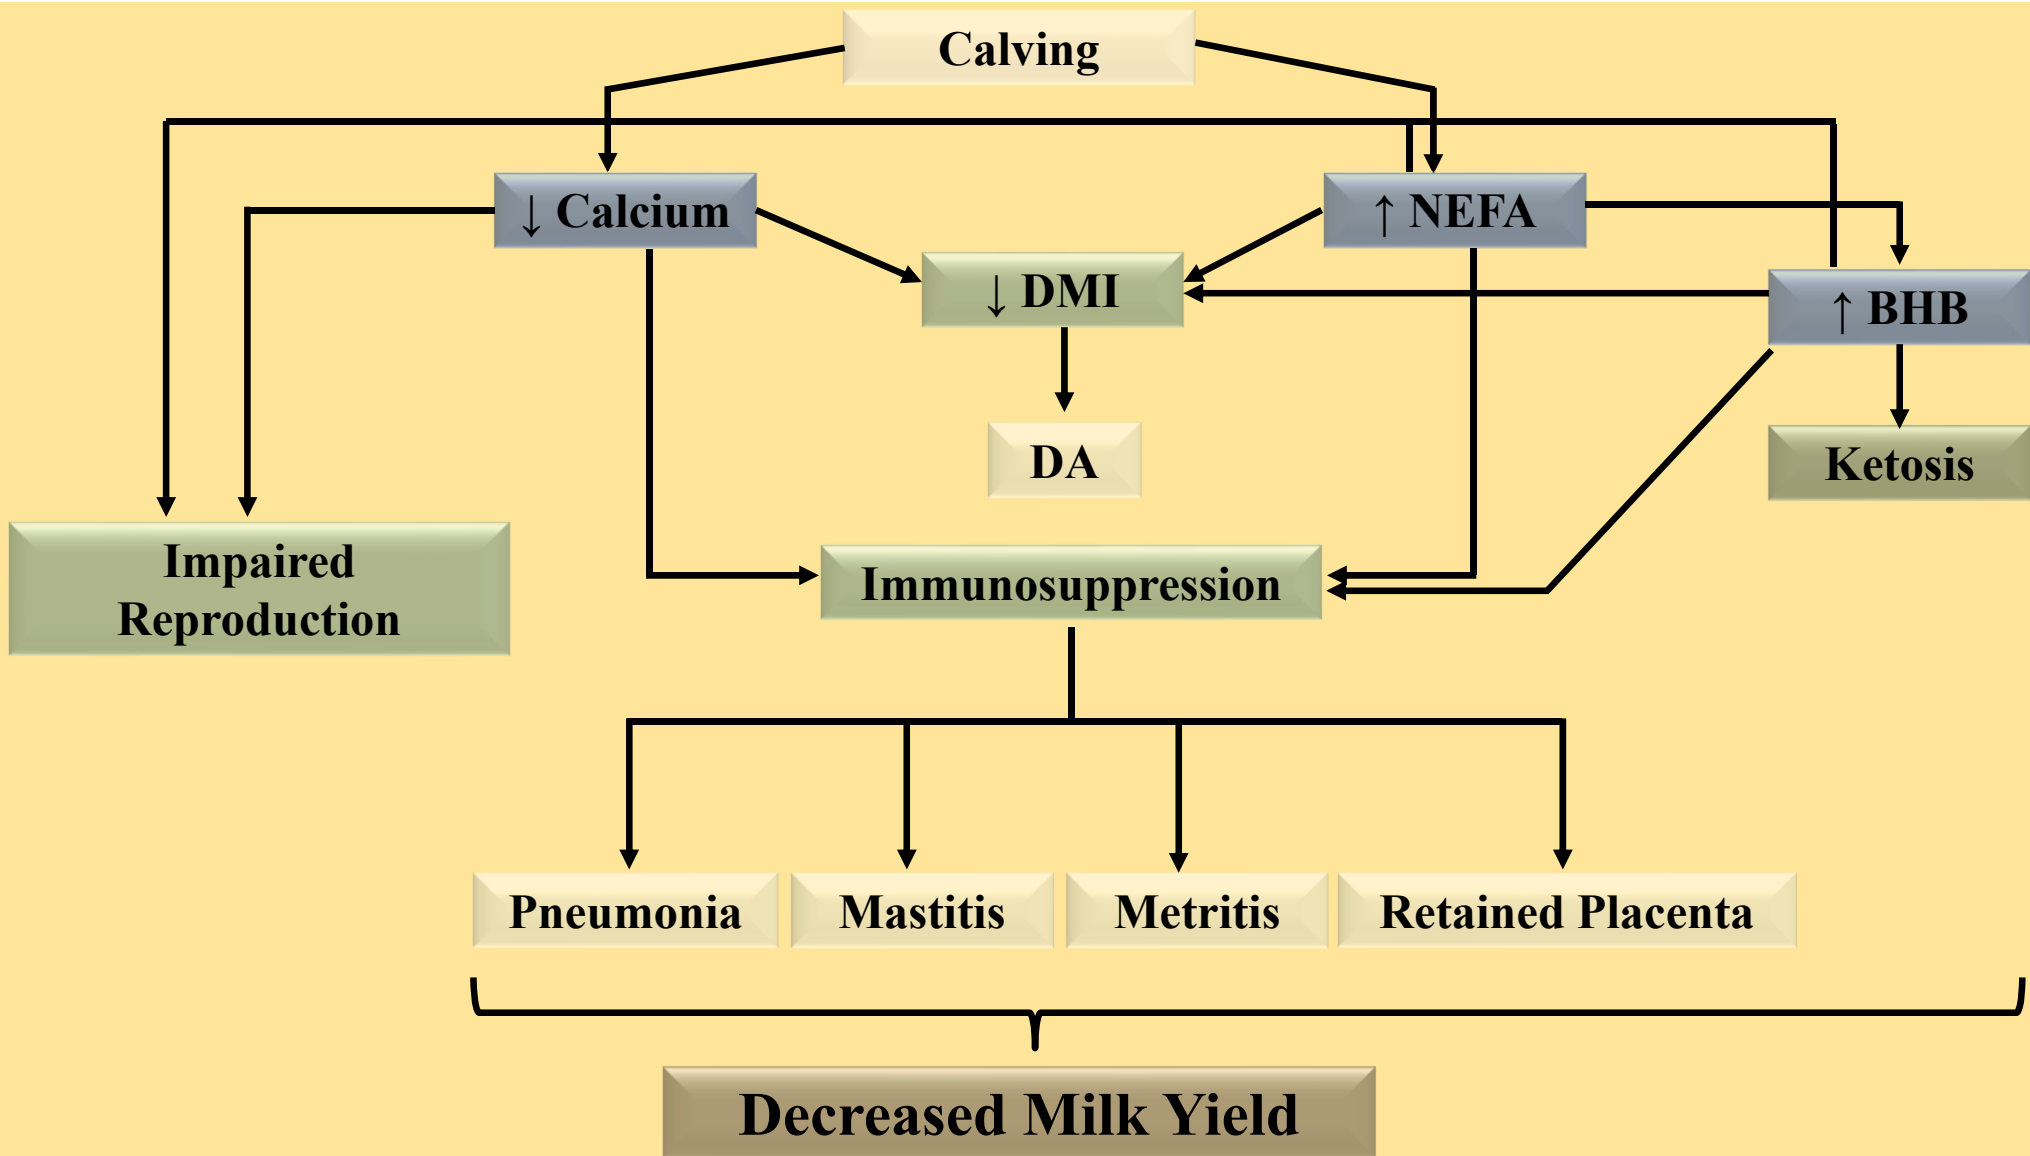 Calving
↓ Calcium
↑ NEFA
↓ DMI
↑ BHB
DA
Ketosis
Impaired
Reproduction
Immunosuppression
Pneumonia
Mastitis
Metritis
Retained Placenta
Decreased Milk Yield